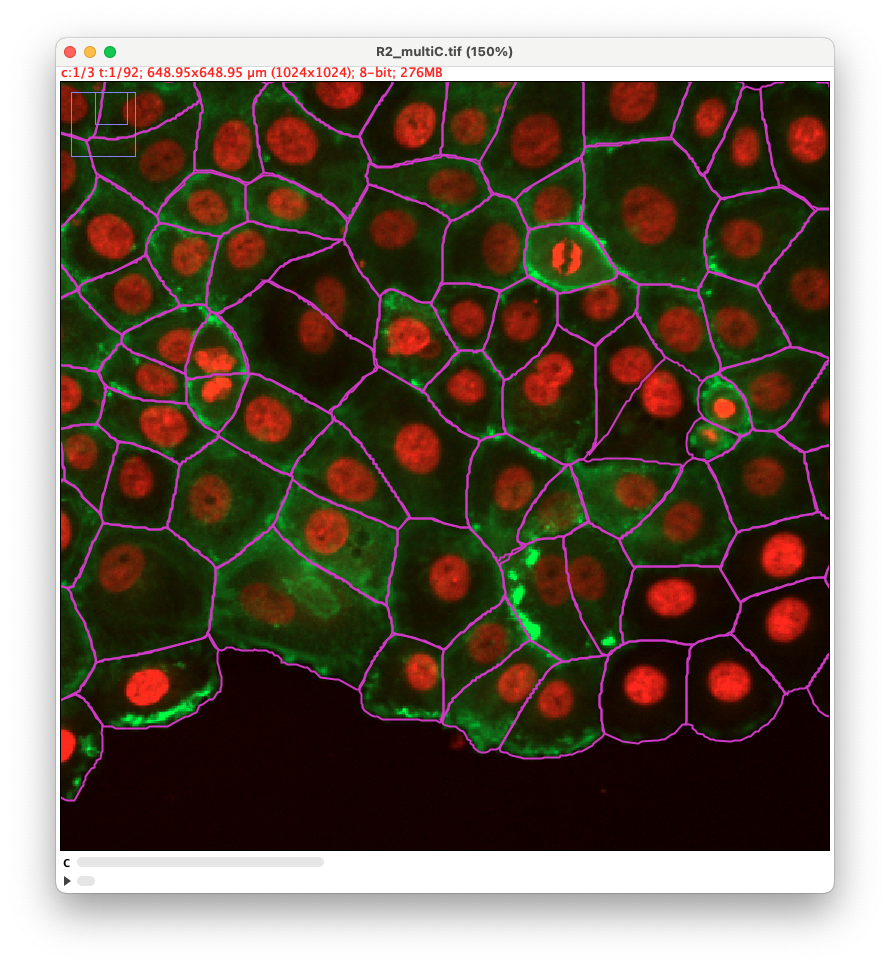 R2_multiC.tif (150%)
c:1/3 t:1/92; 648.95x648.95 µm (1024x1024); 8-bit; 276MB
c